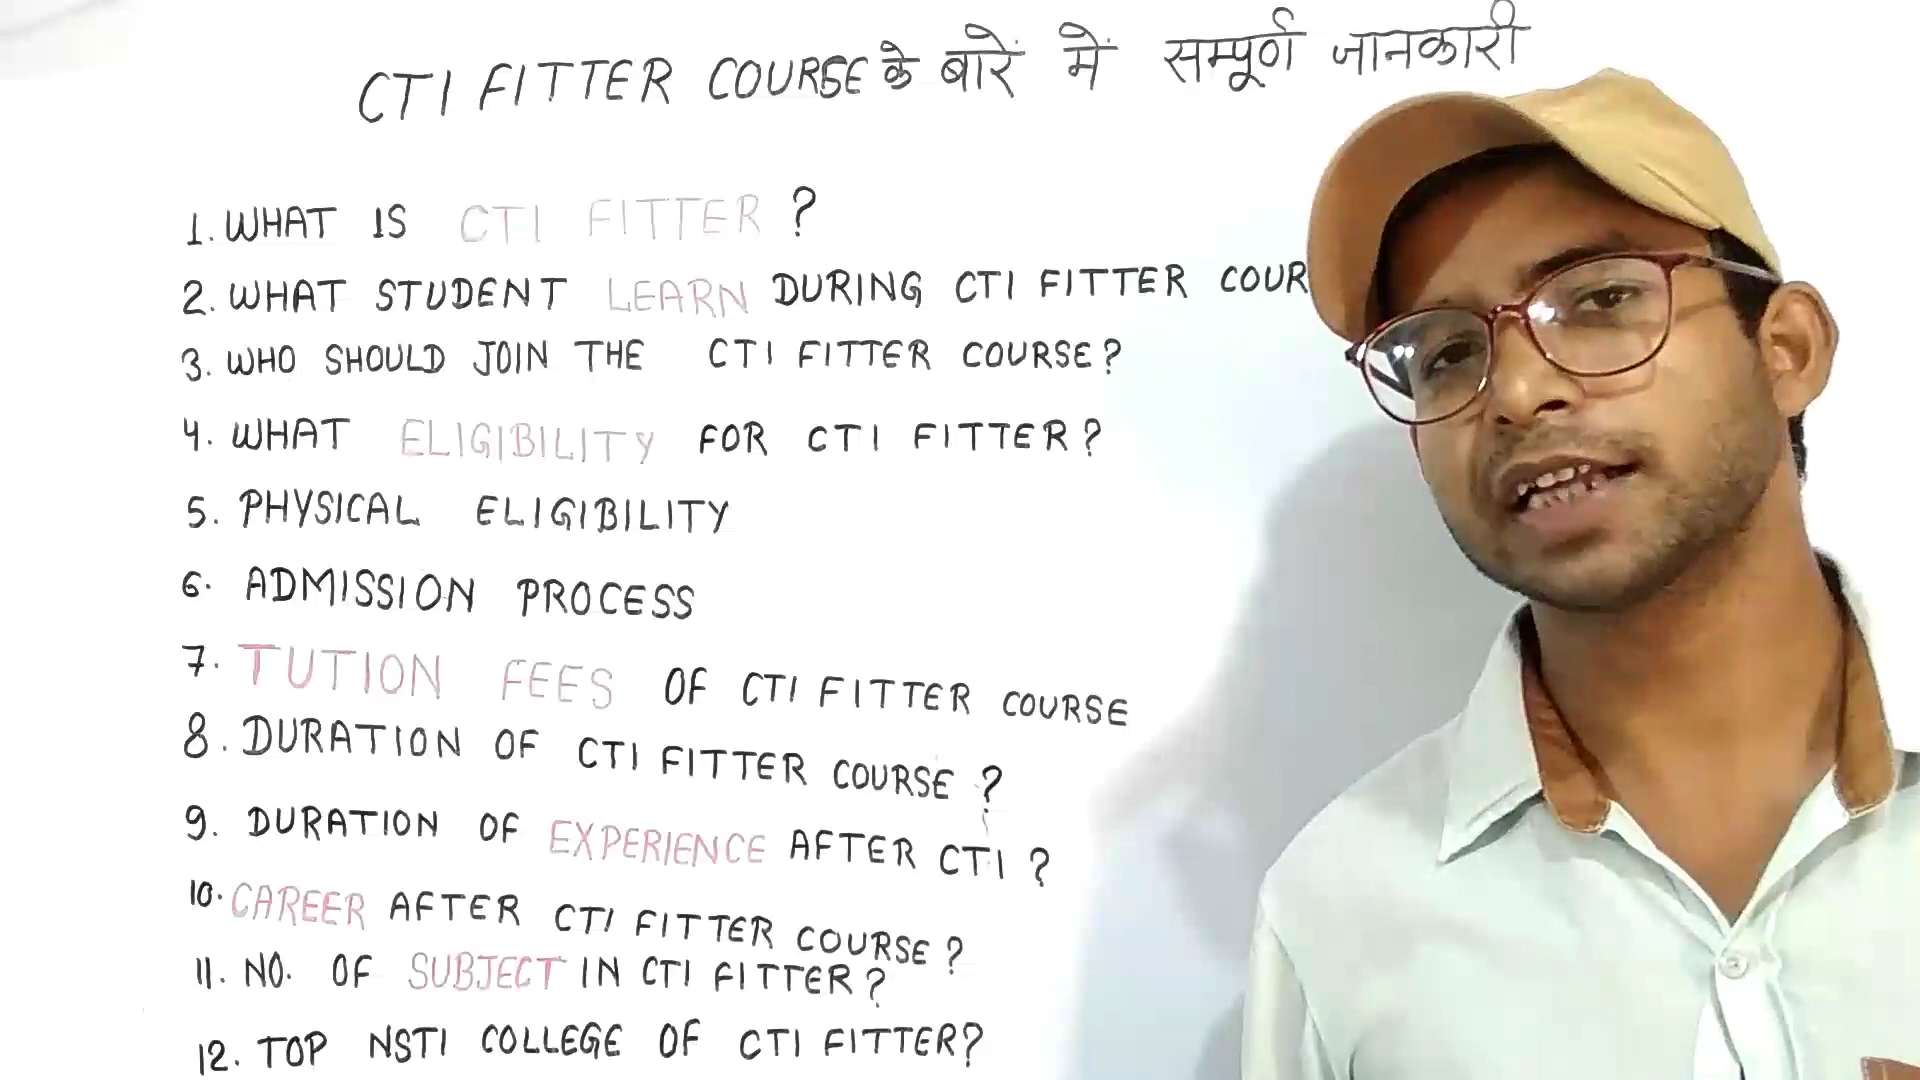 CTI FITTER COURSE के बारें में सम्पूर्ण जानकारी
1. WHAT IS CTI FITTER ?
2. WHAT STUDENT LEARN DURING CTI FITTER COUR
3. WHO SHOULD JOIN THE CTI FITTER COURSE?
4. WHAT ELIGIBILITY FOR CTI FITTER?
5. PHYSICAL ELIGIBILITY
6. ADMISSION PROCESS
7. TUTION FEES OF CTI FITTER COURSE
8. DURATION OF CTI FITTER COURSE ?
9. DURATION OF EXPERIENCE AFTER CTI ?
10. CAREER AFTER CTI FITTER COURSE?
11. NO. OF SUBJECT IN CTI FITTER?
12. TOP NSTI COLLEGE OF CTI FITTER?